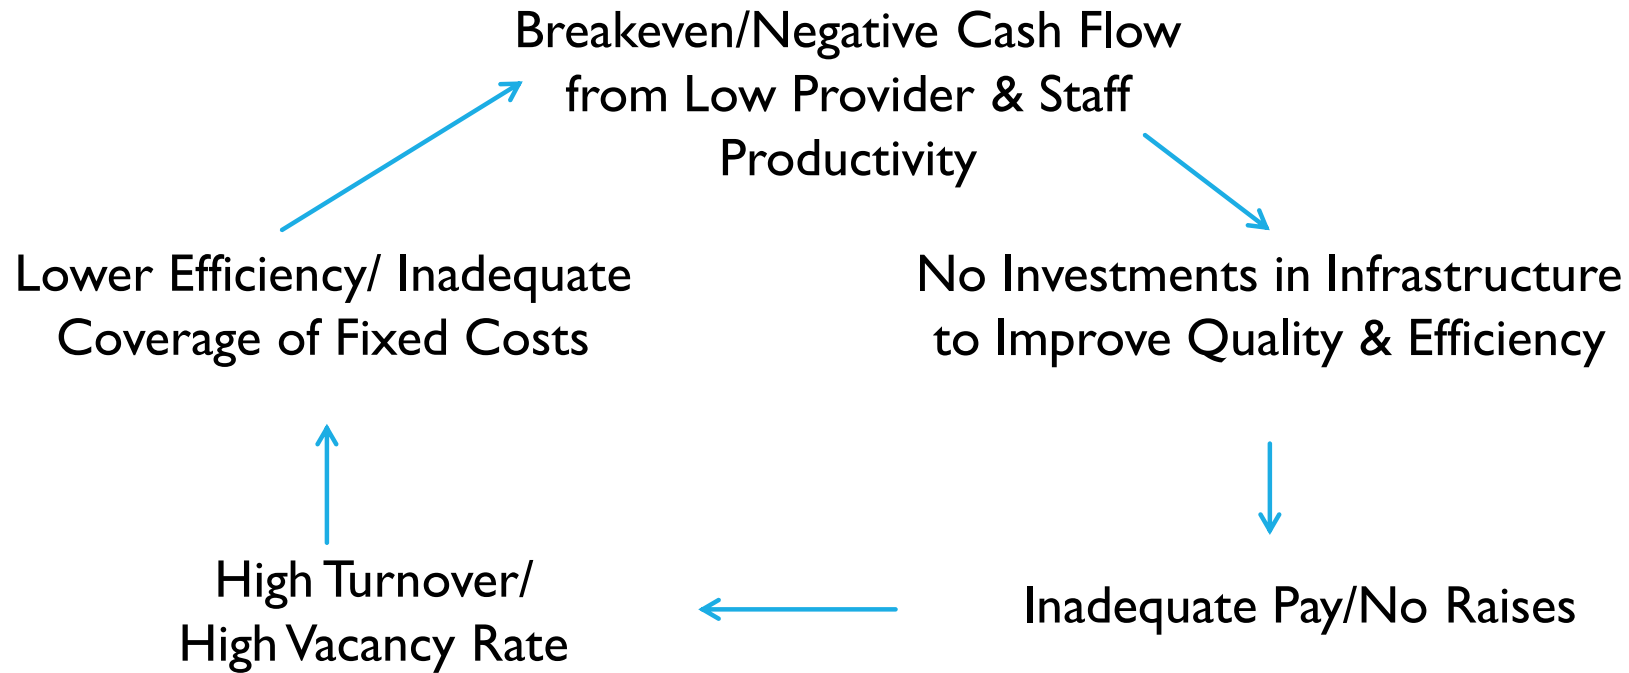 Breakeven/Negative Cash Flow
from Low Provider & Staff
Productivity
Lower Efficiency/ Inadequate
Coverage of Fixed Costs
No Investments in Infrastructure
to Improve Quality & Efficiency
High Turnover/
High Vacancy Rate
Inadequate Pay/No Raises